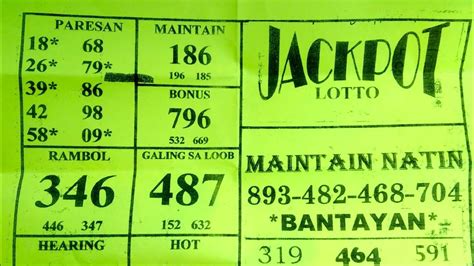 PARESAN
18* 68
26* 79*
39* 86
42 98
58* 09*
MAINTAIN
186
196 185
BONUS
796
532 669
JACKPOT
LOTTO
RAMBOL
346
446 347
GALING SA LOOB
487
152 632
MAINTAIN NATIN
893-482-468-704
*BANTAYAN*
319 464 591
HEARING
HOT